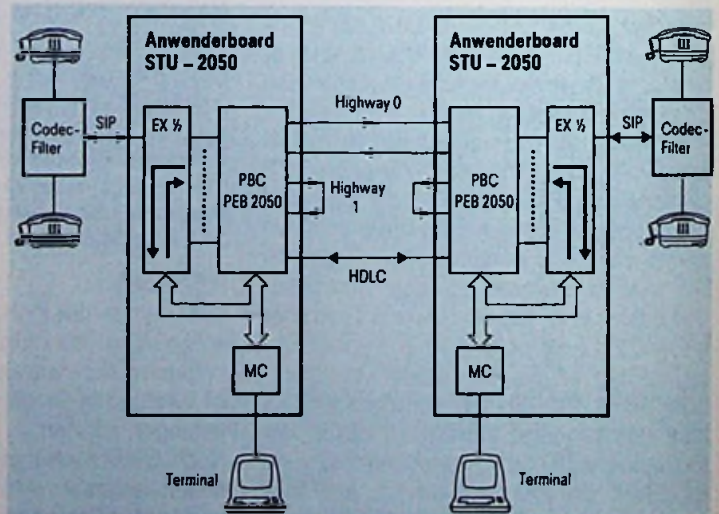 Anwenderboard
STU – 2050
Codec-
Filter
SIP
EX ½
PBC
PEB 2050
MC
Terminal
Highway 0
Highway
1
HDLC
Anwenderboard
STU – 2050
PBC
PEB 2050
EX ½
SIP
Codec-
Filter
MC
Terminal